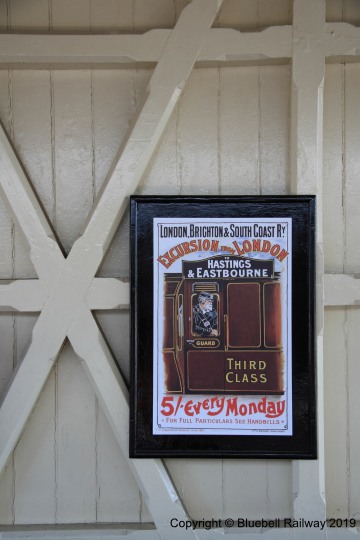 LONDON, BRIGHTON & SOUTH COAST RY
EXCURSION FROM LONDON
TO
HASTINGS
& EASTBOURNE
GUARD
THIRD
CLASS
5/- EVERY MONDAY
FOR FULL PARTICULARS SEE HANDBILLS
Copyright © Bluebell Railway 2019